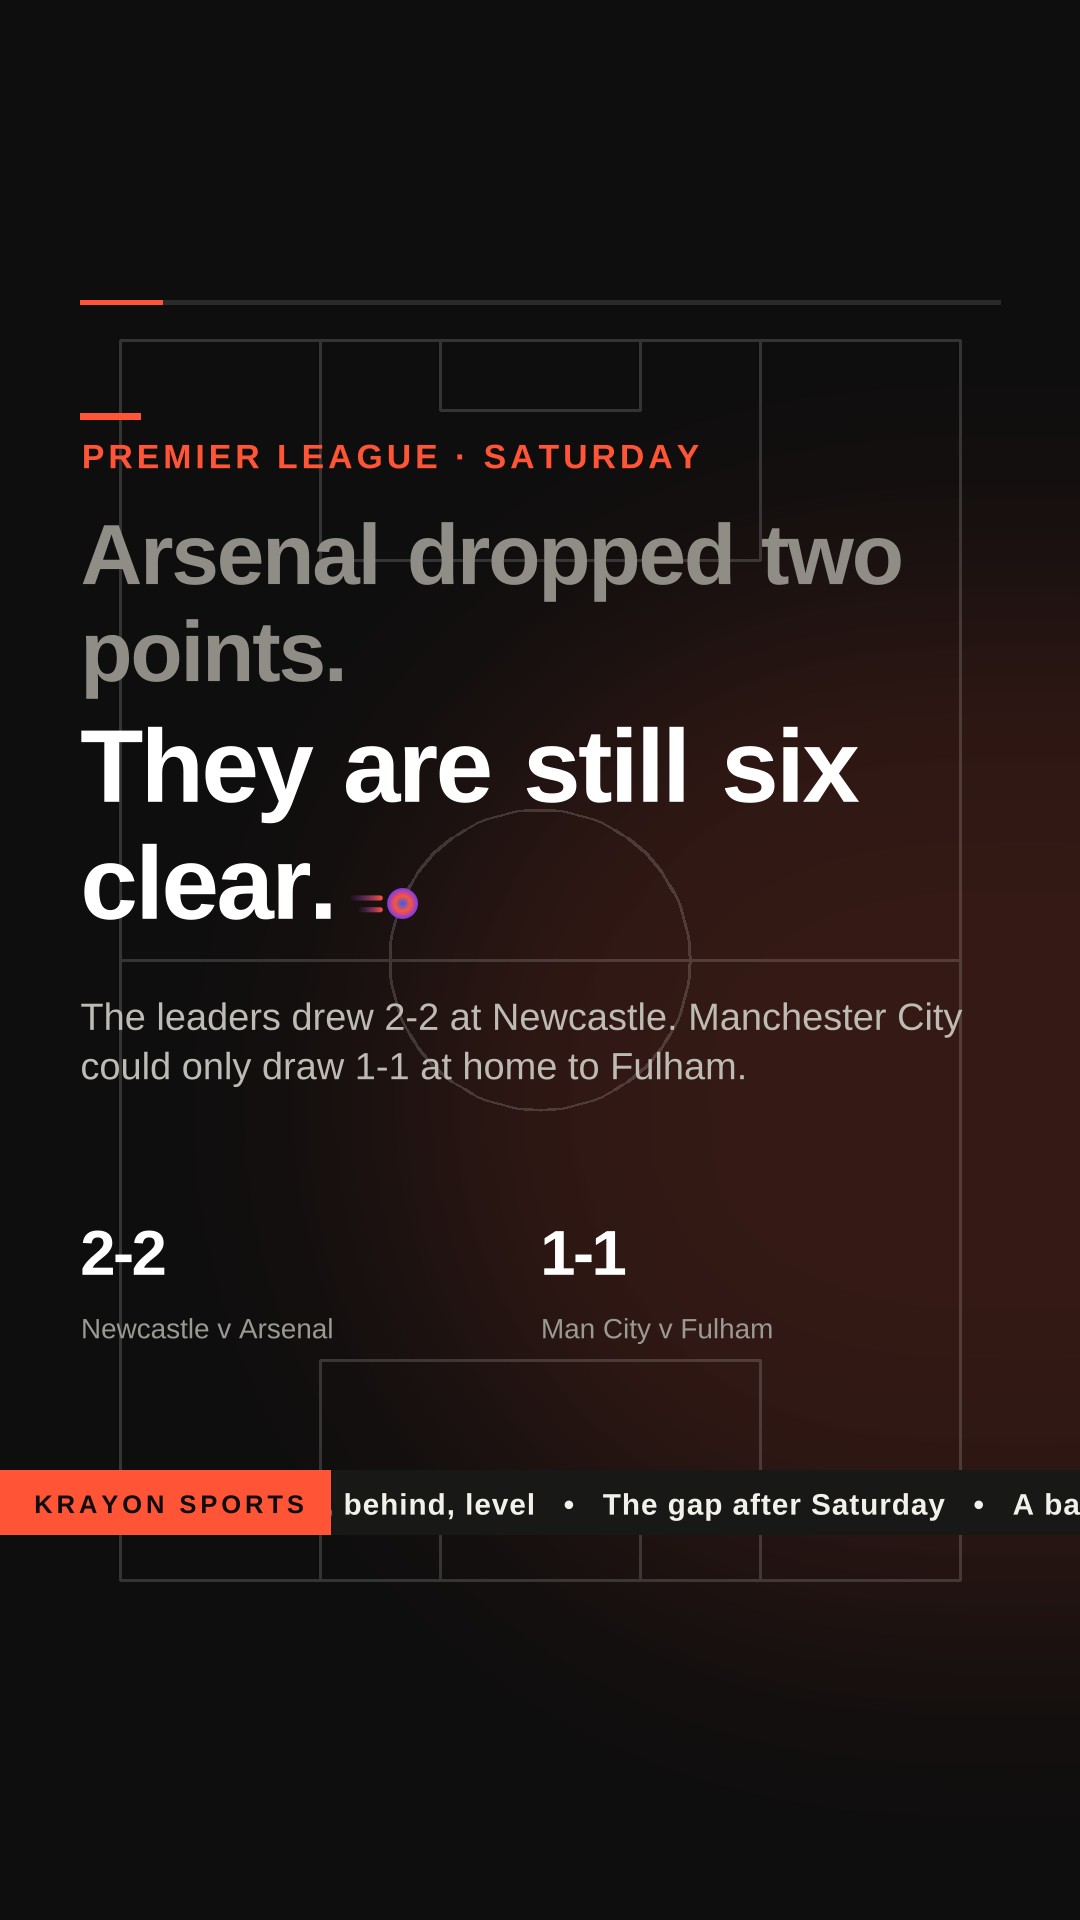 PREMIER LEAGUE · SATURDAY
Arsenal dropped two
points.
They are still six
clear.
The leaders drew 2-2 at Newcastle. Manchester City
could only draw 1-1 at home to Fulham.
2-2
1-1
Newcastle v Arsenal
Man City v Fulham
KRAYON SPORTS
behind, level • The gap after Saturday • A